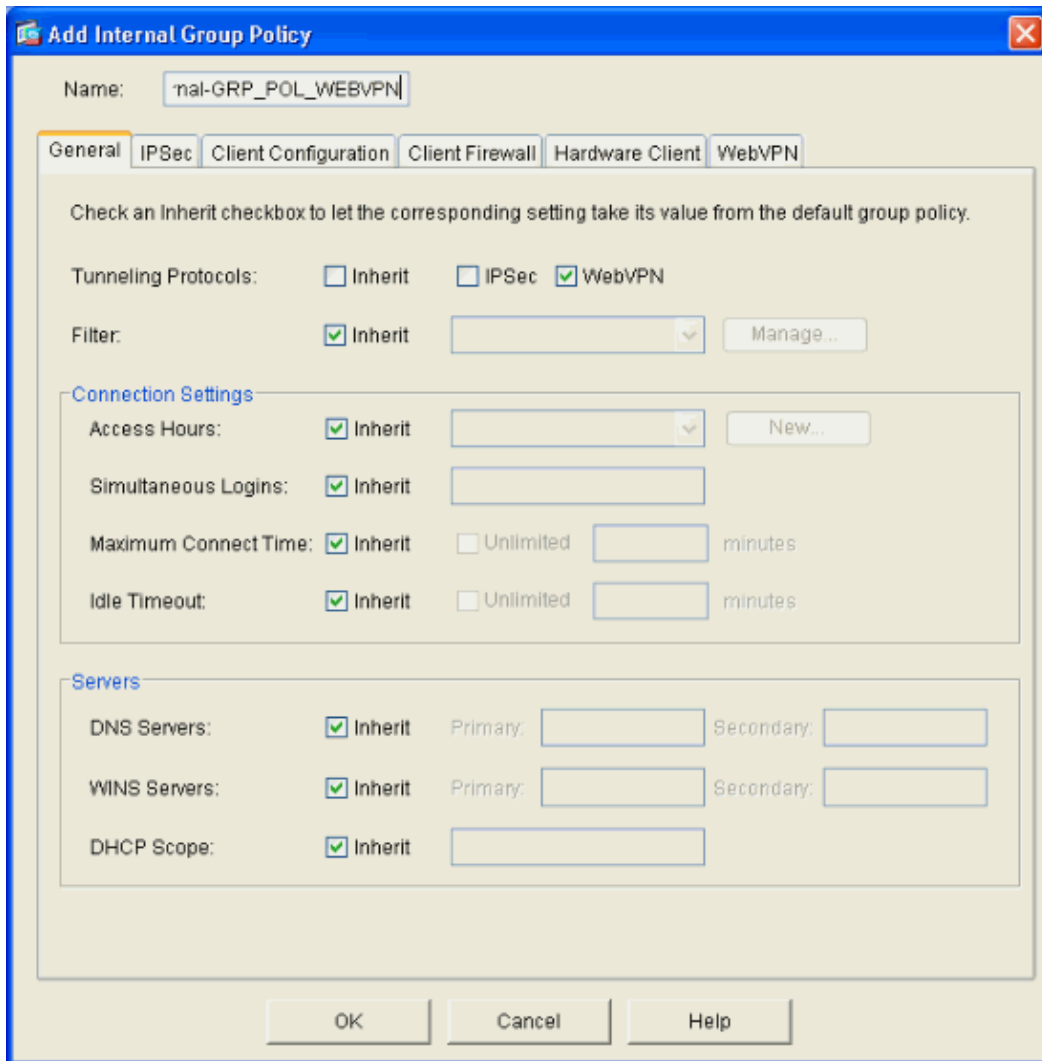 Add Internal Group Policy
Name: rnal-GRP_POL_WEBVPN
General IPSec Client Configuration Client Firewall Hardware Client WebVPN
Check an Inherit checkbox to let the corresponding setting take its value from the default group policy.
Tunneling Protocols: Inherit IPSec WebVPN
Filter: Inherit Manage...
Connection Settings
Access Hours: Inherit New...
Simultaneous Logins: Inherit
Maximum Connect Time: Inherit Unlimited minutes
Idle Timeout: Inherit Unlimited minutes
Servers
DNS Servers: Inherit Primary: Secondary:
WINS Servers: Inherit Primary: Secondary:
DHCP Scope: Inherit
OK Cancel Help